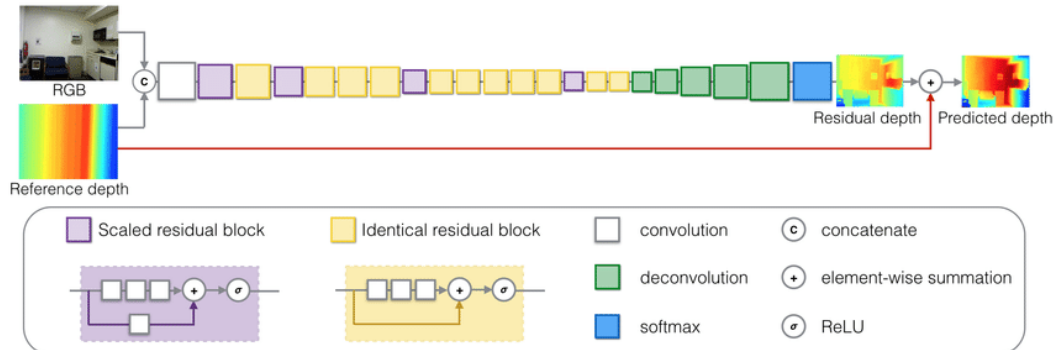 RGB
C
+
Residual depth
Predicted depth
Reference depth
Scaled residual block
Identical residual block
convolution
C
concatenate
deconvolution
+
element-wise summation
softmax
σ
ReLU
+
σ
+
σ